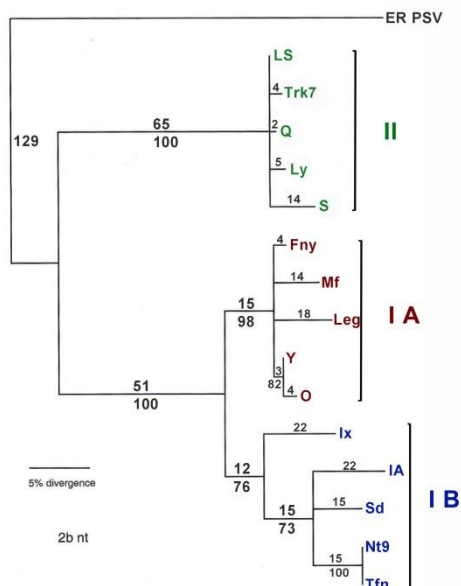 ER PSV
LS
4 Trk7
65
129
100
2 Q
II
5 Ly
14 S
4 Fny
14 Mf
15
98
18 Leg
I A
Y
3
82
4 O
51
100
22 Ix
12
76
22 IA
5% divergence
15
73
15 Sd
I B
2b nt
15
100
Nt9
Tfn